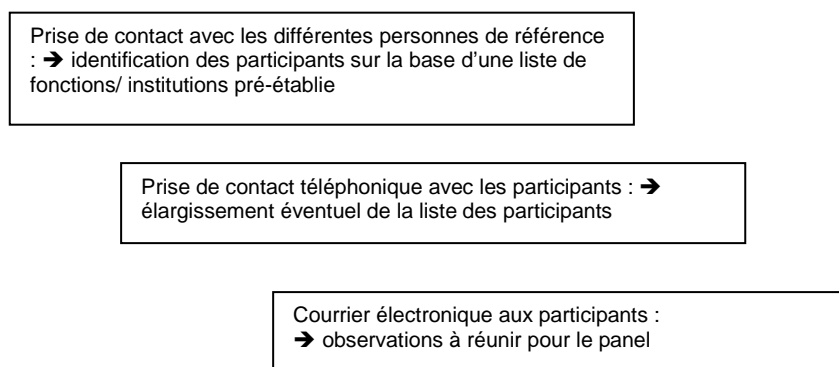 Prise de contact avec les différentes personnes de référence
: ➔ identification des participants sur la base d’une liste de
fonctions/ institutions pré-établie
Prise de contact téléphonique avec les participants : ➔
élargissement éventuel de la liste des participants
Courrier électronique aux participants :
➔ observations à réunir pour le panel